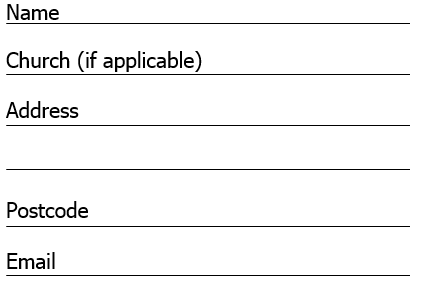 Name
Church (if applicable)
Address
Postcode
Email